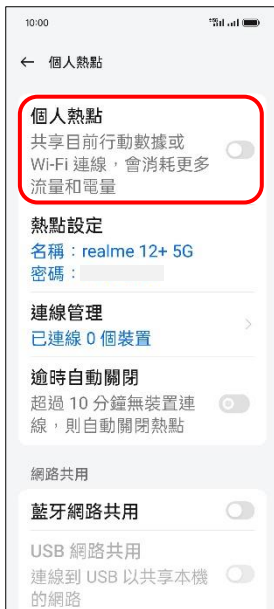 10:00
← 個人熱點
個人熱點
共享目前行動數據或
Wi-Fi 連線，會消耗更多
流量和電量
熱點設定
名稱：realme 12+ 5G
密碼：
連線管理
已連線 0 個裝置
逾時自動關閉
超過 10 分鐘無裝置連
線，則自動關閉熱點
網路共用
藍牙網路共用
USB 網路共用
連線到 USB 以共享本機
的網路